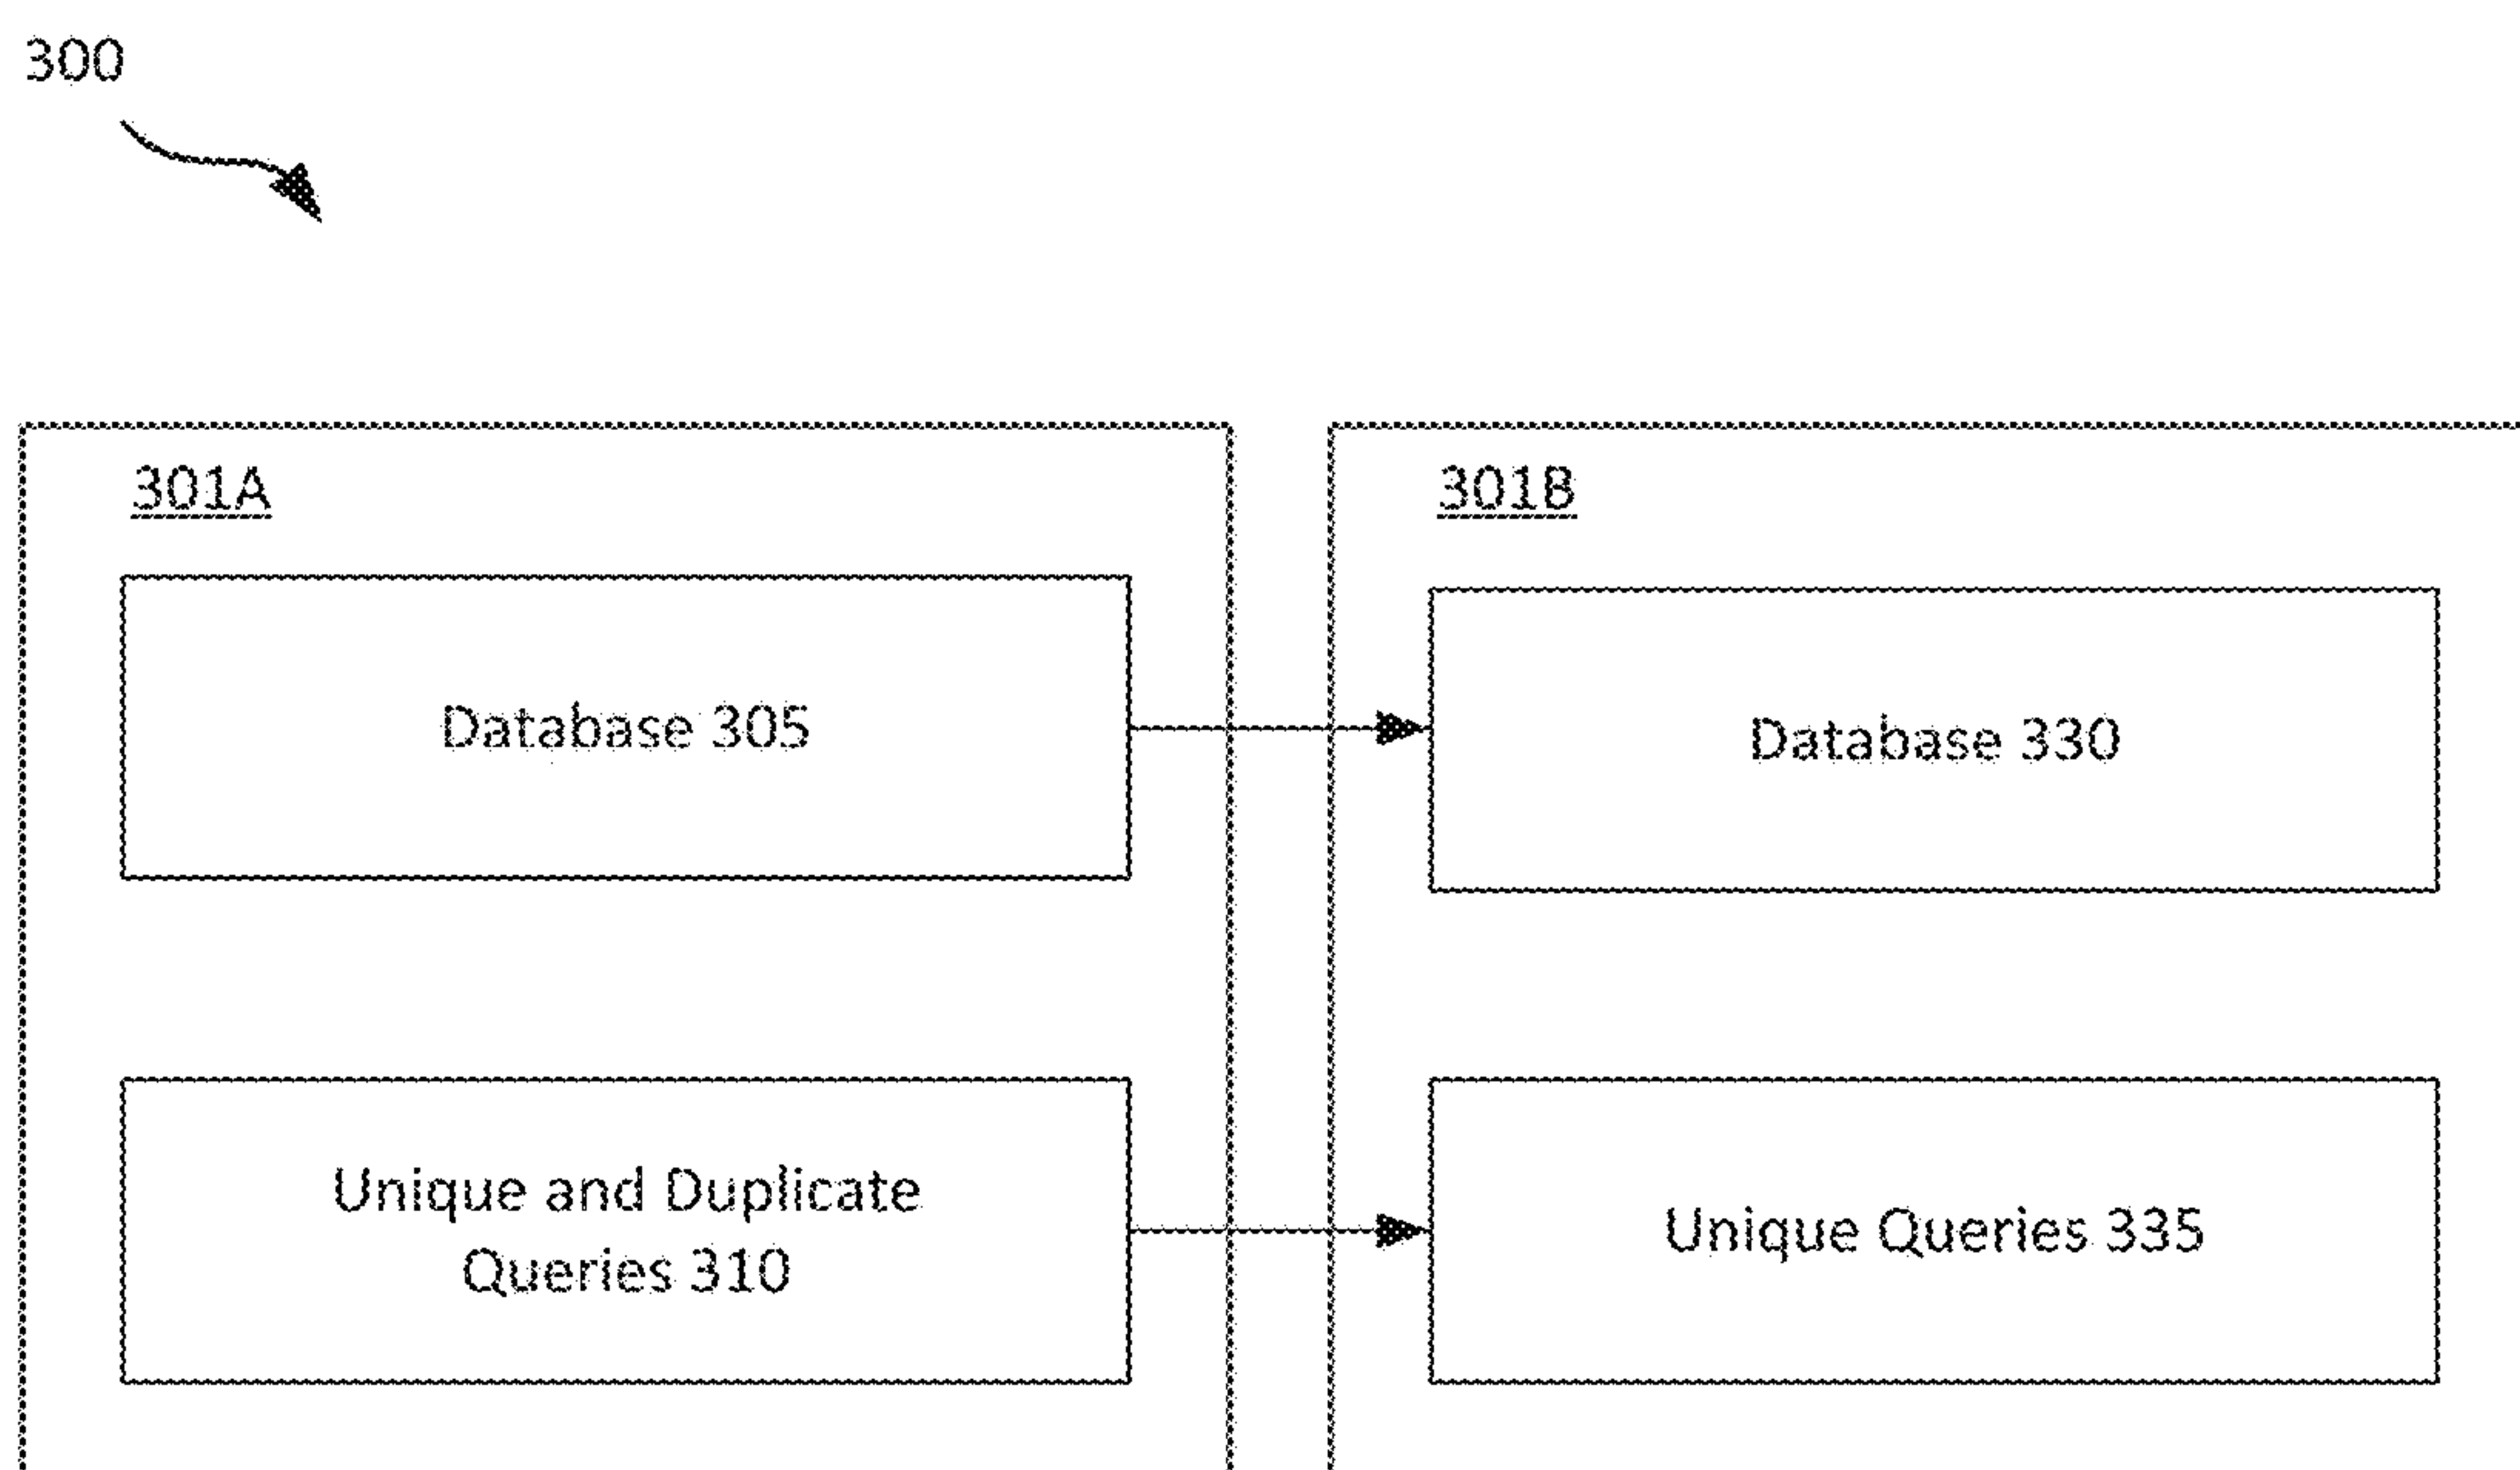 300
301A
301B
Database 305
Database 330
Unique and Duplicate
Queries 310
Unique Queries 335